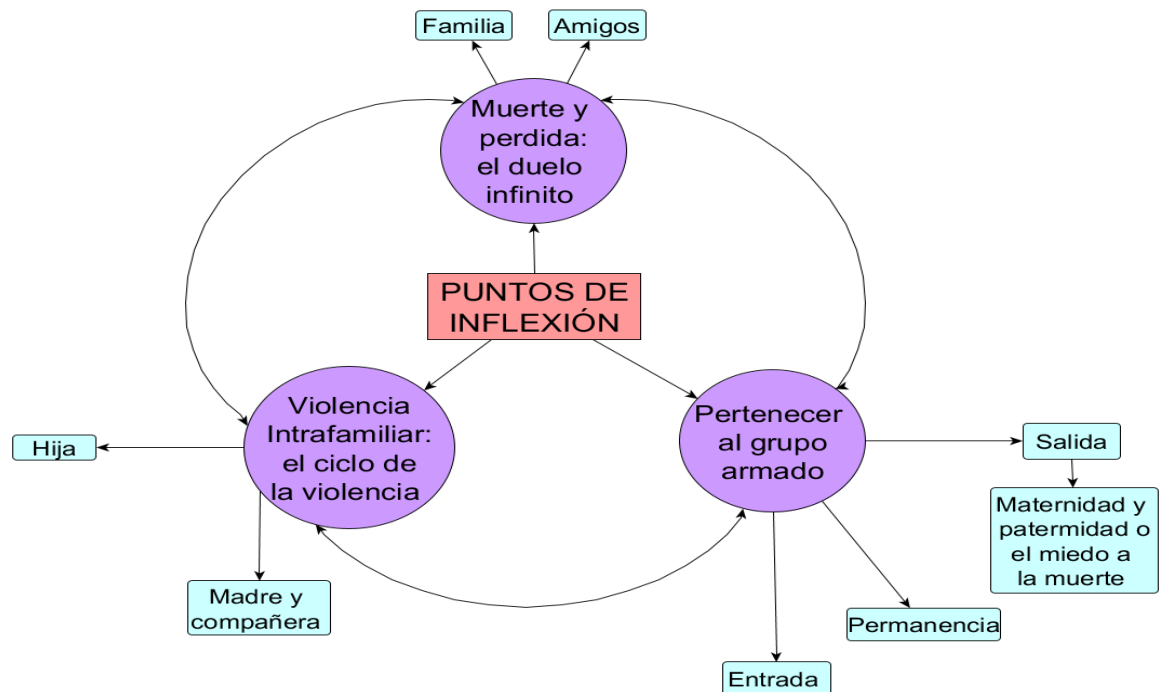 Familia
Amigos
Muerte y
perdida:
el duelo
infinito
PUNTOS DE
INFLEXIÓN
Violencia
Intrafamiliar:
el ciclo de
la violencia
Pertenecer
al grupo
armado
Hija
Salida
Maternidad y
patermidad o
el miedo a
la muerte
Madre y
compañera
Permanencia
Entrada